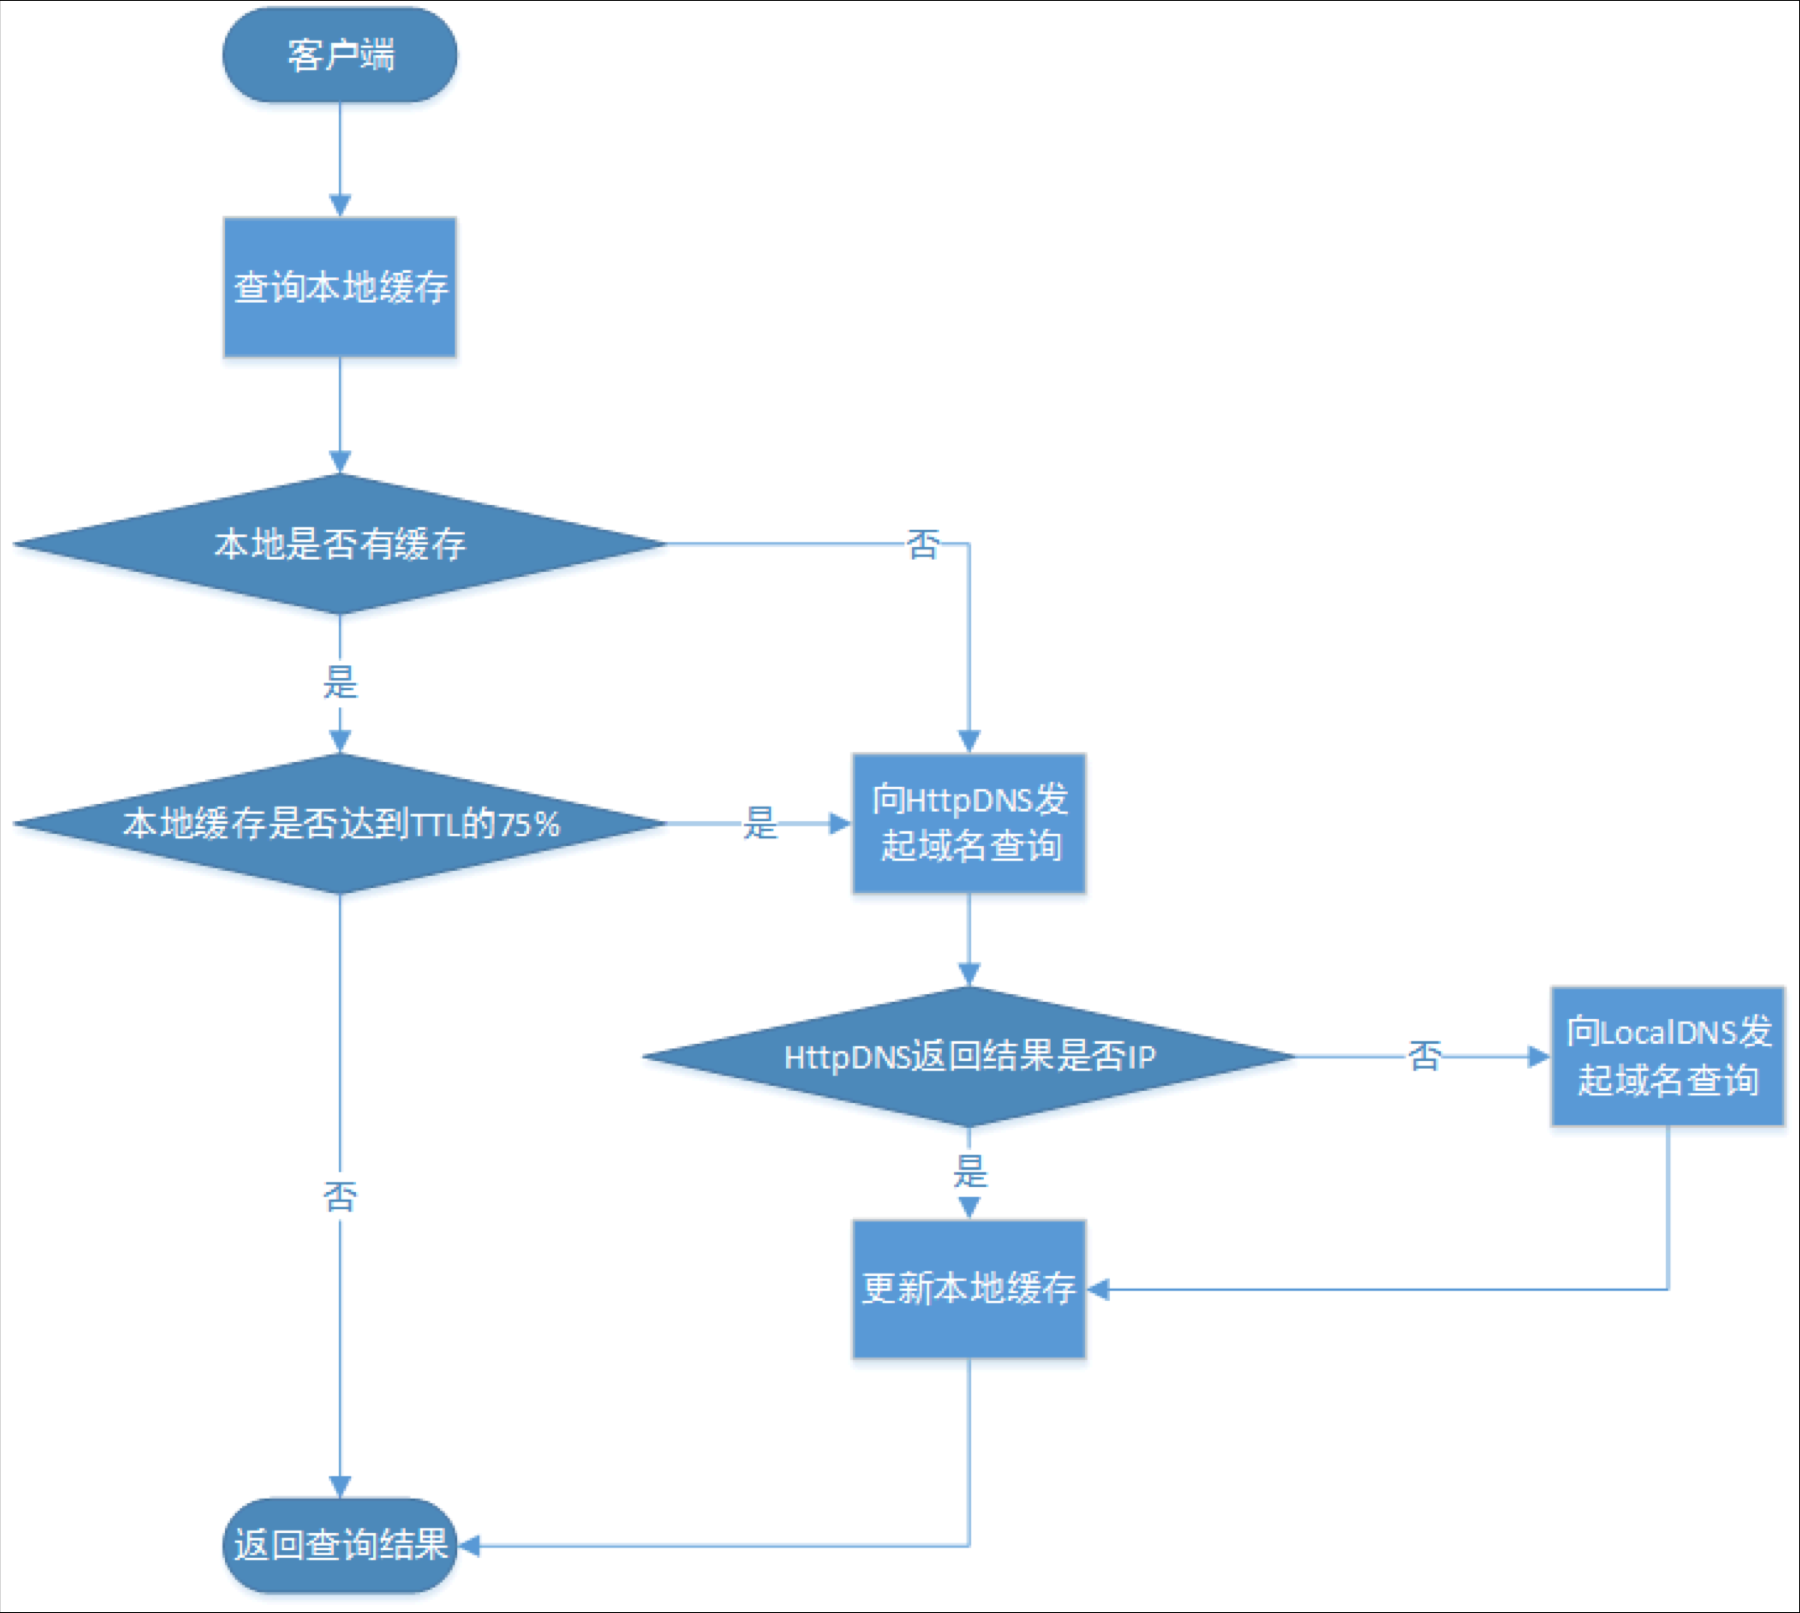 客户端
查询本地缓存
本地是否有缓存
否
是
本地缓存是否达到TTL的75%
是
向HttpDNS发
起域名查询
HttpDNS返回结果是否IP
否
向LocalDNS发
起域名查询
是
否
更新本地缓存
返回查询结果